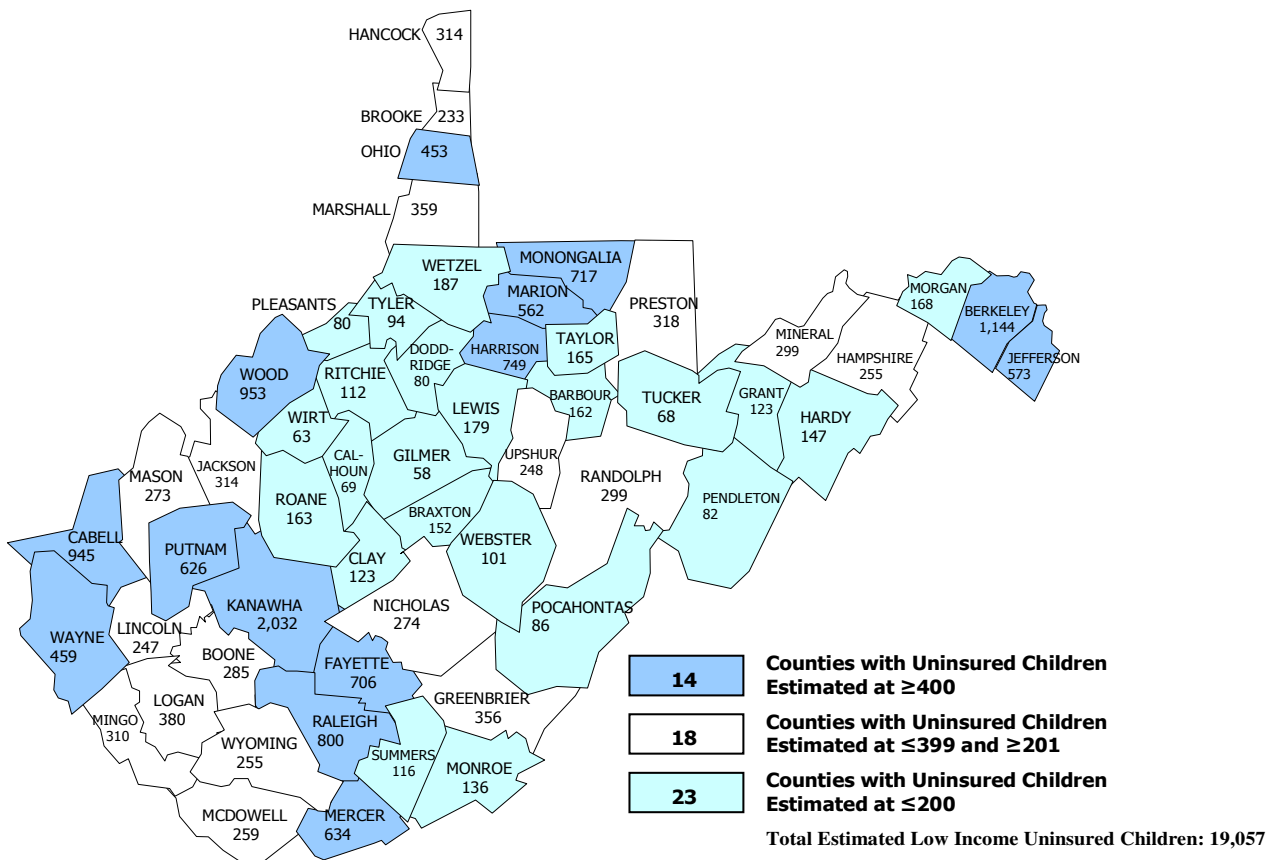 HANCOCK 314
BROOKE 233
OHIO 453
MARSHALL 359
WETZEL
187
MONONGALIA
717
MARION
562
PRESTON
318
PLEASANTS
80
TYLER
94
DODD-
RIDGE
80
HARRISON
749
TAYLOR
165
MINERAL
299
HAMPSHIRE
255
MORGAN
168
BERKELEY
1,144
JEFFERSON
573
WOOD
953
RITCHIE
112
WIRT
63
LEWIS
179
BARBOUR
162
TUCKER
68
GRANT
123
HARDY
147
MASON
273
JACKSON
314
CAL-
HOUN
69
GILMER
58
UPSHUR
248
RANDOLPH
299
PENDLETON
82
ROANE
163
BRAXTON
152
WEBSTER
101
CABELL
945
PUTNAM
626
CLAY
123
KANAWHA
2,032
NICHOLAS
274
POCAHONTAS
86
WAYNE
459
LINCOLN
247
BOONE
285
FAYETTE
706
GREENBRIER
356
LOGAN
380
MINGO
310
RALEIGH
800
WYOMING
255
SUMMERS
116
MONROE
136
MCDOWELL
259
MERCER
634
14
Counties with Uninsured Children
Estimated at ≥400
18
Counties with Uninsured Children
Estimated at ≤399 and ≥201
23
Counties with Uninsured Children
Estimated at ≤200
Total Estimated Low Income Uninsured Children: 19,057